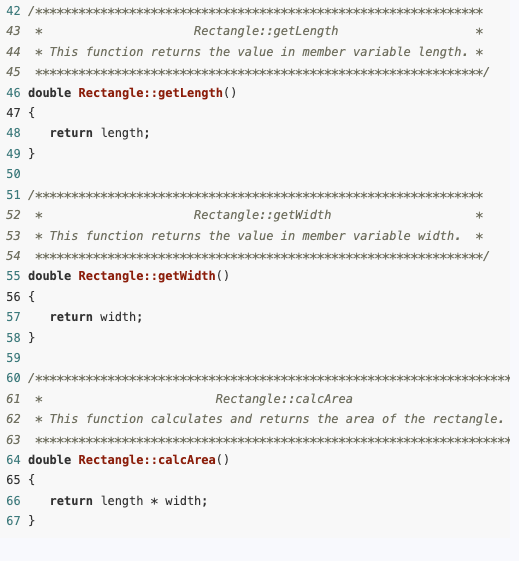 42 /**************************************************************
43  *                     Rectangle::getLength                   *
44  * This function returns the value in member variable length. *
45  **************************************************************/
46 double Rectangle::getLength()
47 {
48    return length;
49 }
50
51 /**************************************************************
52  *                     Rectangle::getWidth                    *
53  * This function returns the value in member variable width.  *
54  **************************************************************/
55 double Rectangle::getWidth()
56 {
57    return width;
58 }
59
60 /******************************************************************
61  *                        Rectangle::calcArea
62  * This function calculates and returns the area of the rectangle.
63  ******************************************************************
64 double Rectangle::calcArea()
65 {
66    return length * width;
67 }